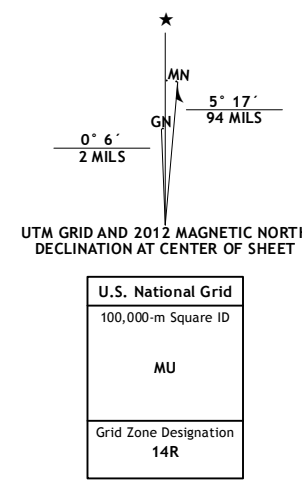 MN
GN
5° 17´
94 MILS
0° 6´
2 MILS
UTM GRID AND 2012 MAGNETIC NORTH
DECLINATION AT CENTER OF SHEET
U.S. National Grid
100,000-m Square ID
MU
Grid Zone Designation
14R